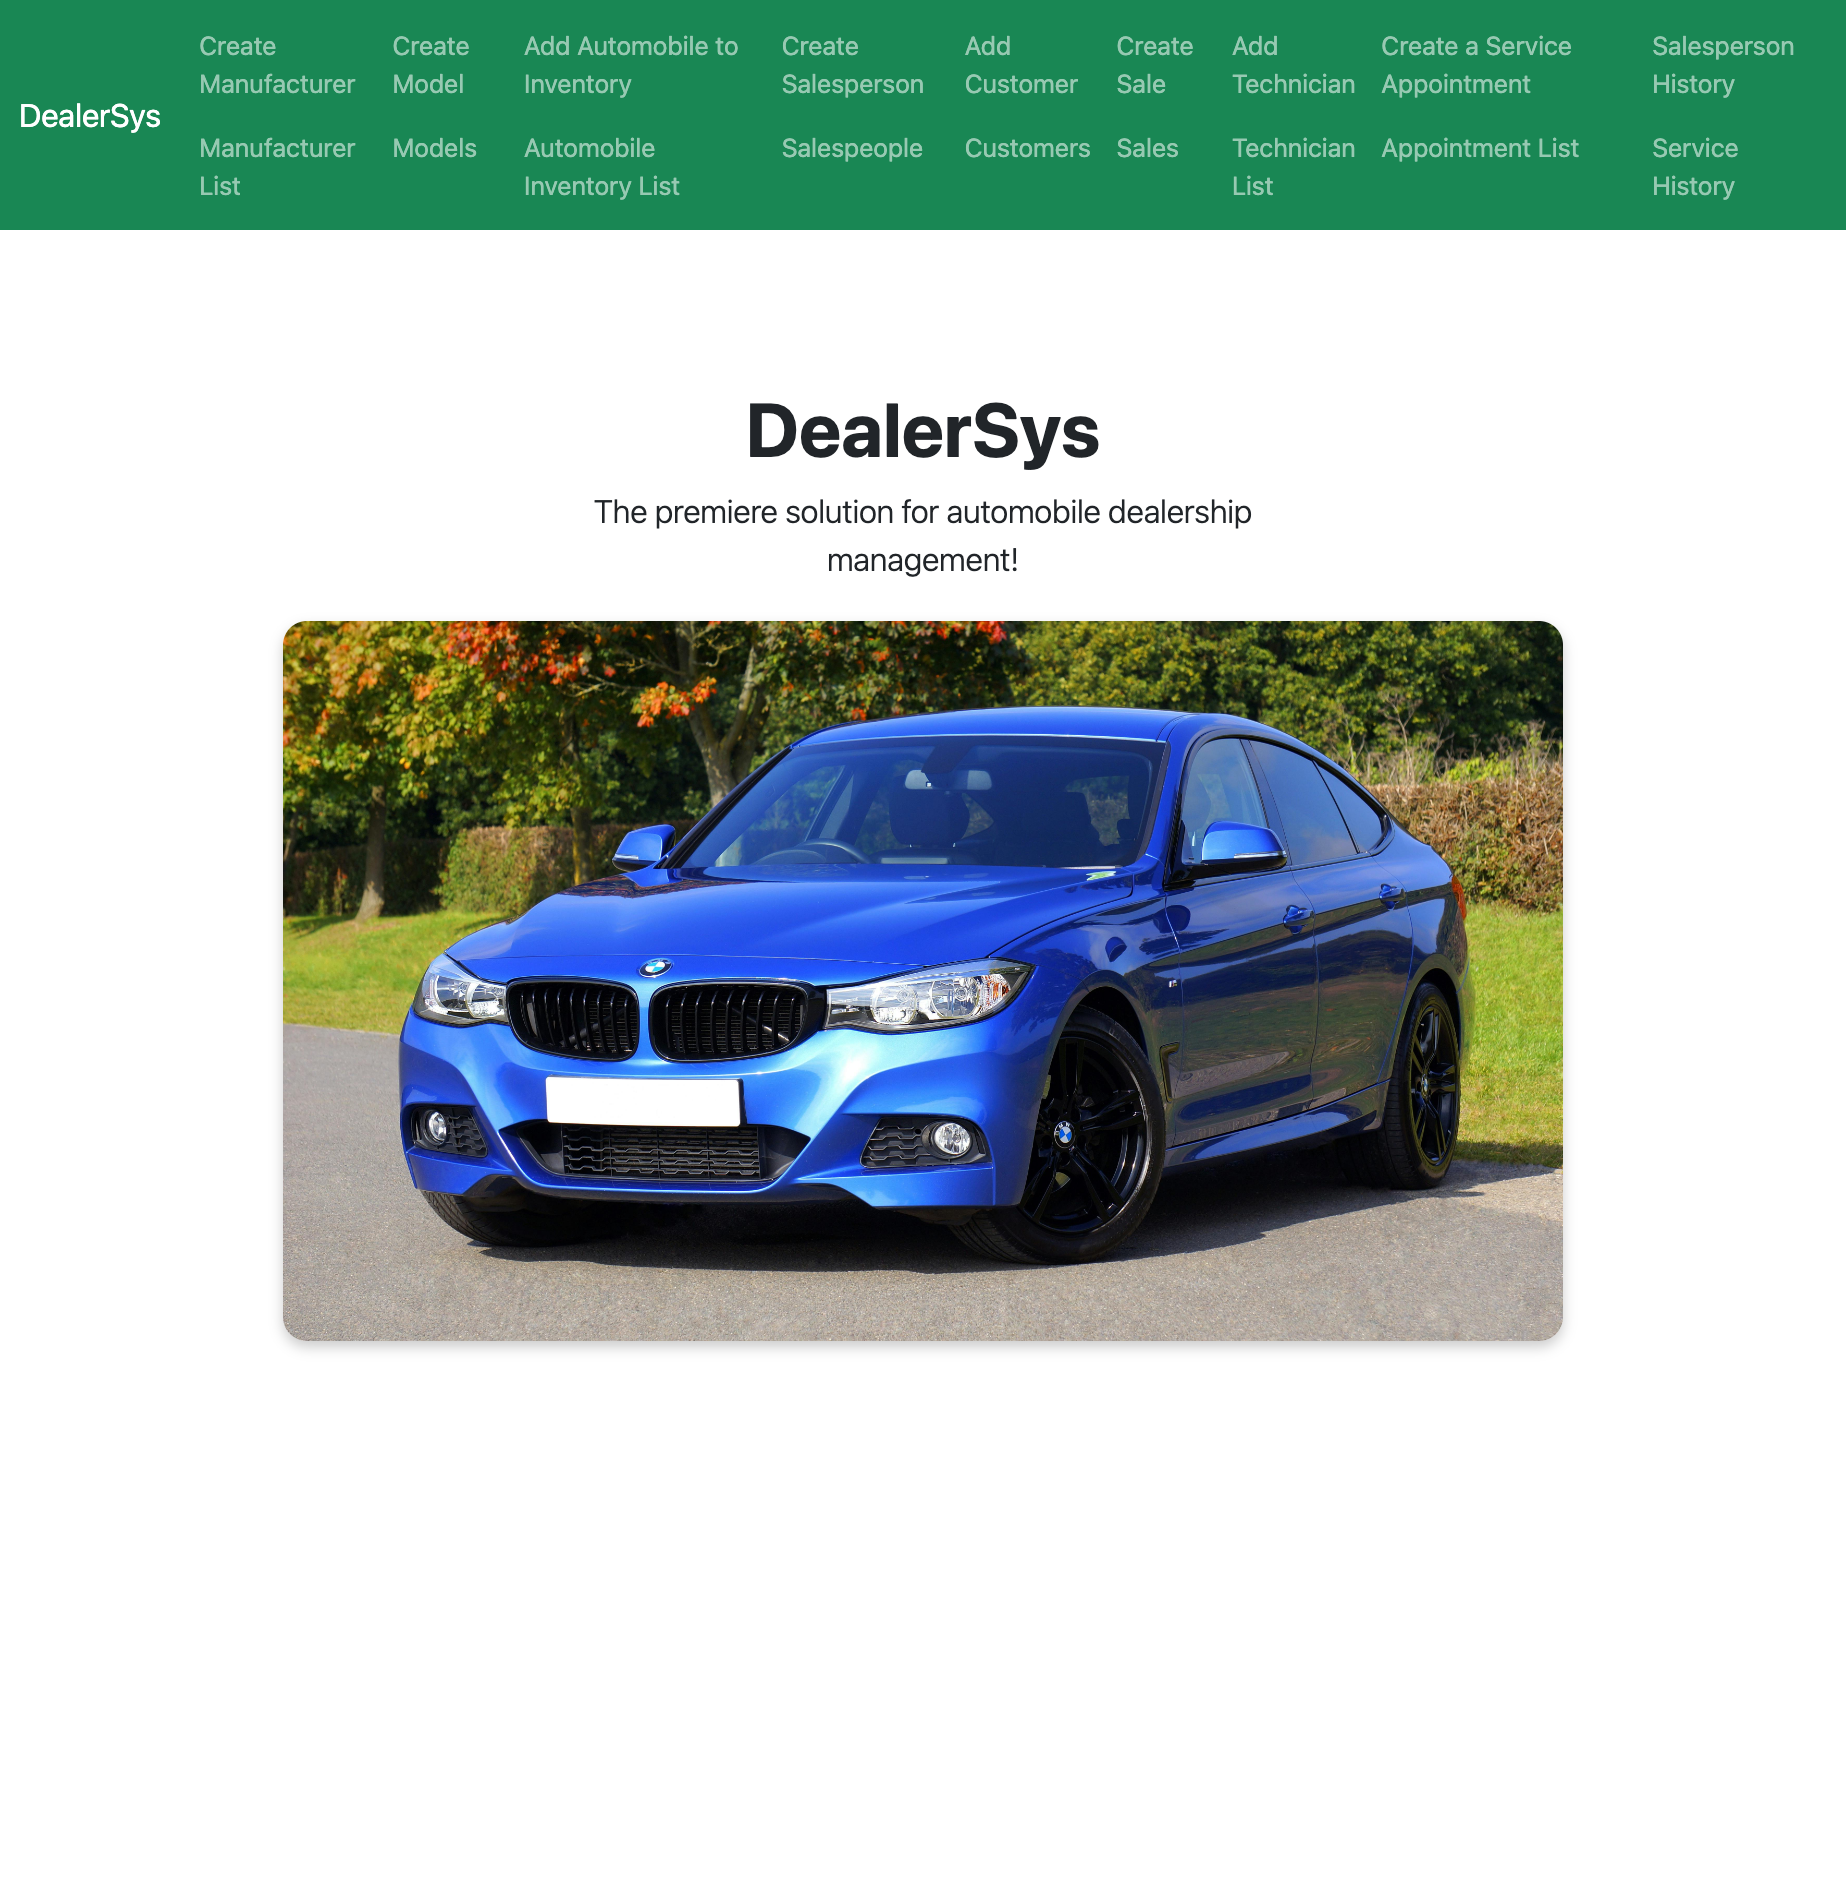 DealerSys
Create
Manufacturer
Manufacturer
List
Create
Model
Models
Add Automobile to
Inventory
Automobile
Inventory List
Create
Salesperson
Salespeople
Add
Customer
Customers
Create
Sale
Sales
Add
Technician
Technician
List
Create a Service
Appointment
Appointment List
Salesperson
History
Service
History
DealerSys
The premiere solution for automobile dealership
management!